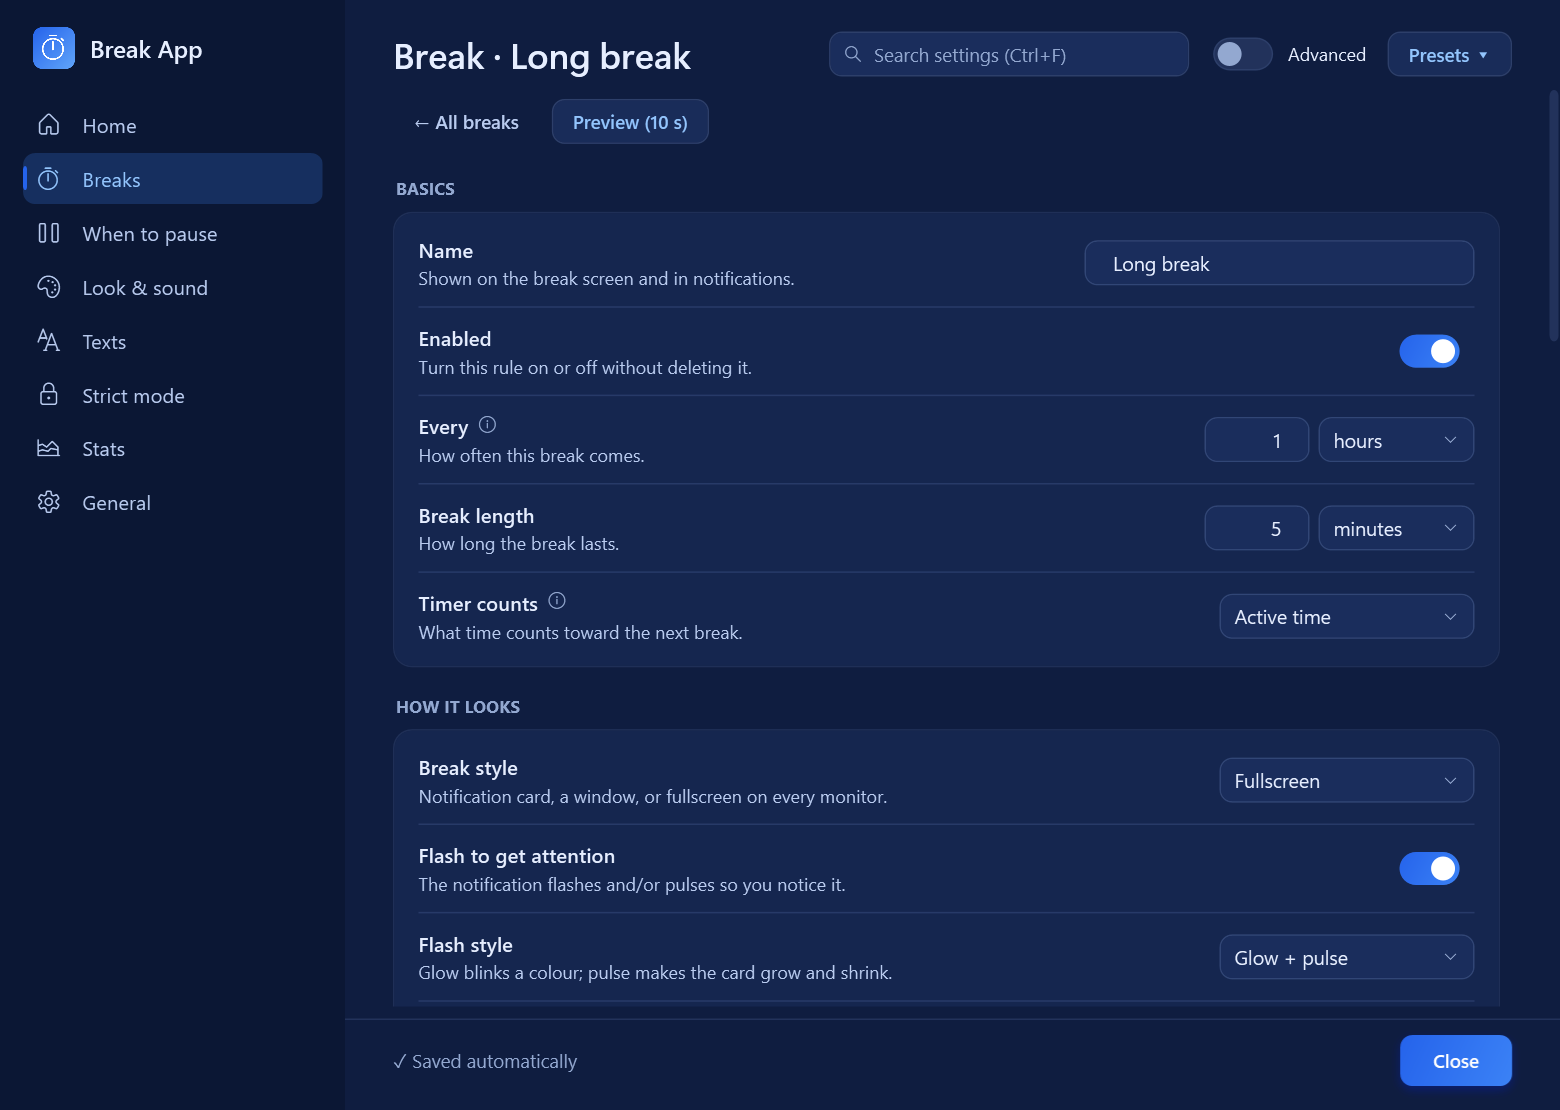 Break App
Home
Breaks
When to pause
Look & sound
Texts
Strict mode
Stats
General
Break · Long break
Search settings (Ctrl+F)
Advanced
Presets ▾
← All breaks
Preview (10 s)
BASICS
Name
Shown on the break screen and in notifications.
Long break
Enabled
Turn this rule on or off without deleting it.
Every
How often this break comes.
1
hours
Break length
How long the break lasts.
5
minutes
Timer counts
What time counts toward the next break.
Active time
HOW IT LOOKS
Break style
Notification card, a window, or fullscreen on every monitor.
Fullscreen
Flash to get attention
The notification flashes and/or pulses so you notice it.
Flash style
Glow blinks a colour; pulse makes the card grow and shrink.
Glow + pulse
✓ Saved automatically
Close